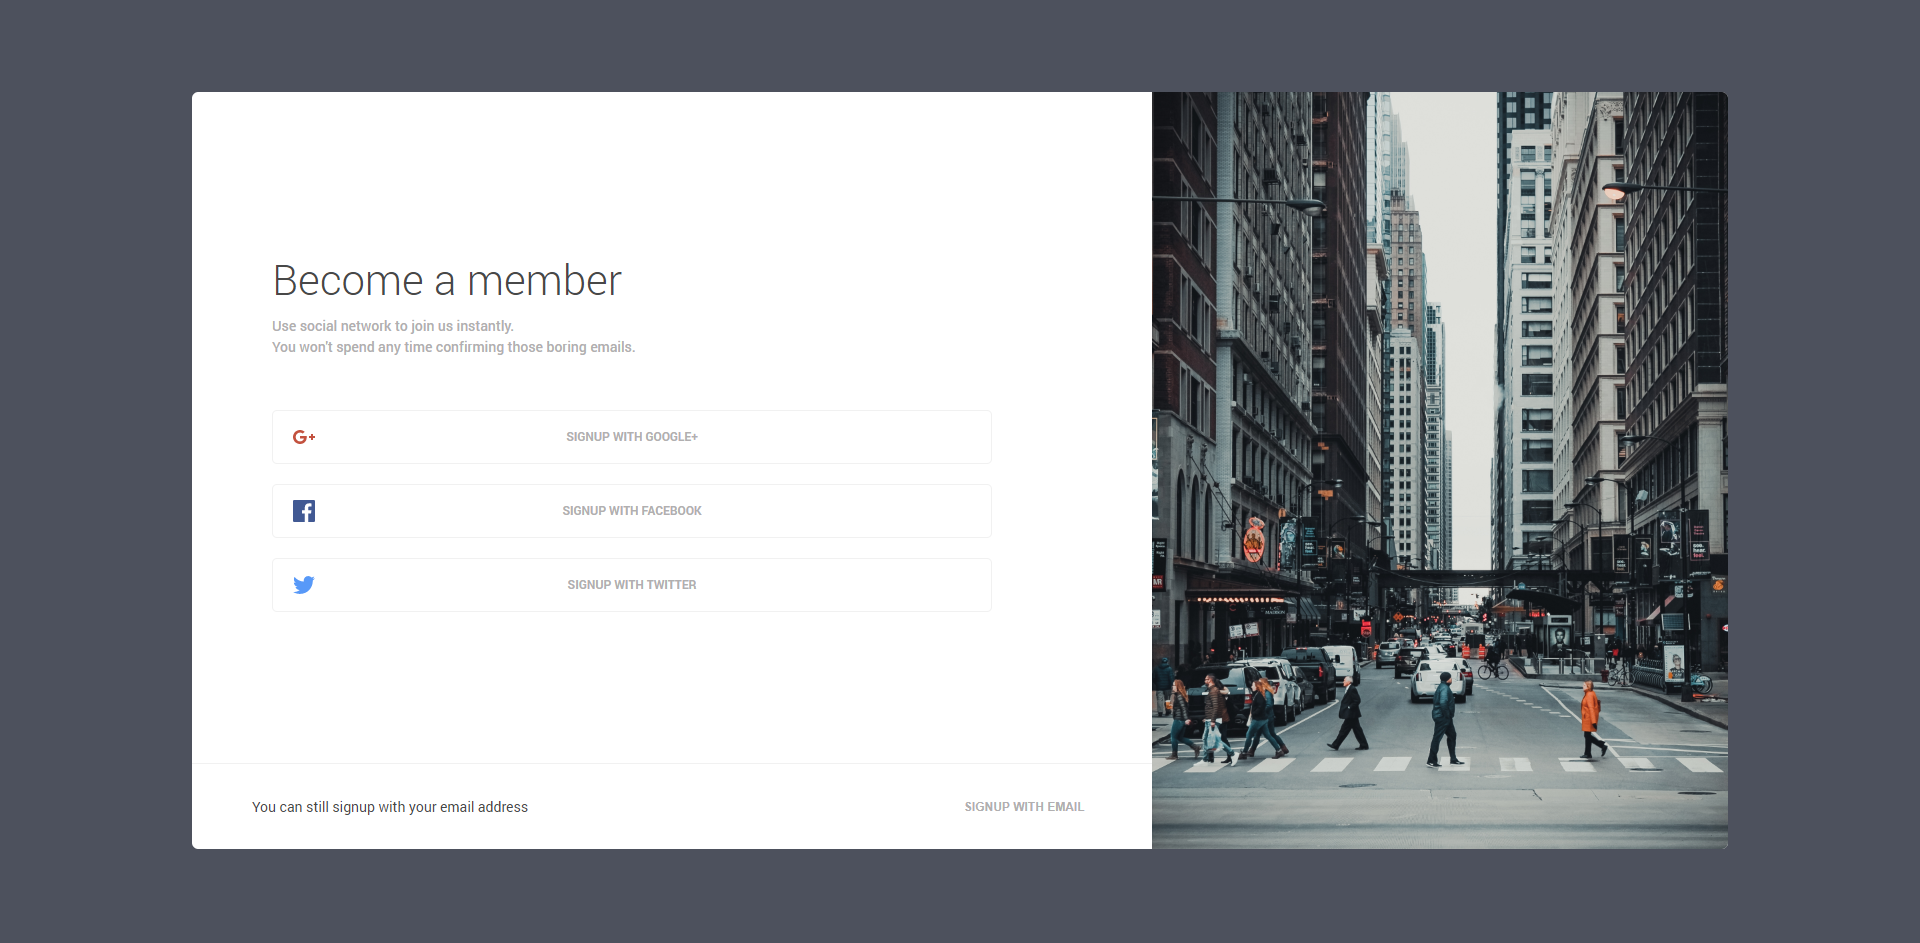 Become a member
Use social network to join us instantly.
You won't spend any time confirming those boring emails.
G+
SIGNUP WITH GOOGLE+
f
SIGNUP WITH FACEBOOK
SIGNUP WITH TWITTER
You can still signup with your email address
SIGNUP WITH EMAIL